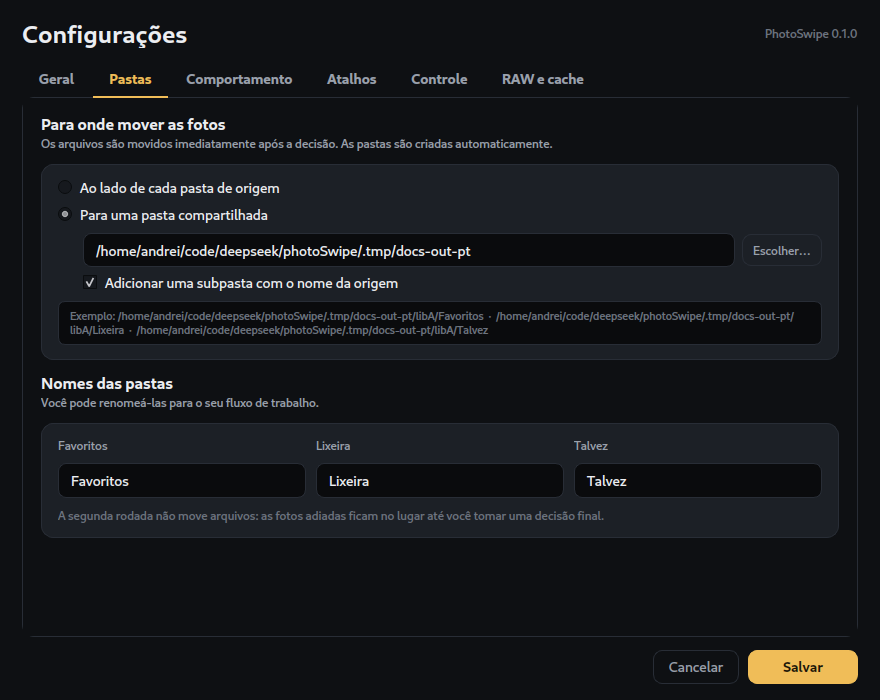 Configurações
PhotoSwipe 0.1.0
Geral Pastas Comportamento Atalhos Controle RAW e cache
Para onde mover as fotos
Os arquivos são movidos imediatamente após a decisão. As pastas são criadas automaticamente.
Ao lado de cada pasta de origem
Para uma pasta compartilhada
/home/andrei/code/deepseek/photoSwipe/.tmp/docs-out-pt
Escolher...
Adicionar uma subpasta com o nome da origem
Exemplo: /home/andrei/code/deepseek/photoSwipe/.tmp/docs-out-pt/libA/Favoritos · /home/andrei/code/deepseek/photoSwipe/.tmp/docs-out-pt/
libA/Lixeira · /home/andrei/code/deepseek/photoSwipe/.tmp/docs-out-pt/libA/Talvez
Nomes das pastas
Você pode renomeá-las para o seu fluxo de trabalho.
Favoritos Lixeira Talvez
Favoritos Lixeira Talvez
A segunda rodada não move arquivos: as fotos adiadas ficam no lugar até você tomar uma decisão final.
Cancelar Salvar